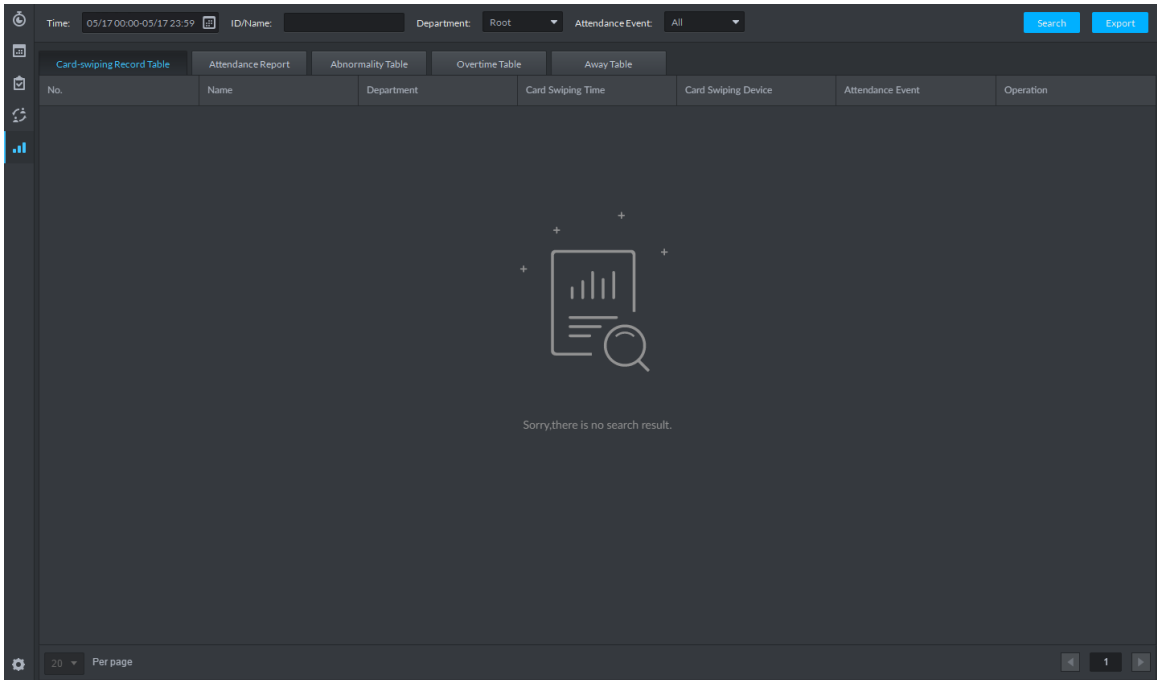 Time: 05/17 00:00-05/17 23:59 ID/Name: Department: Root Attendance Event: All Search Export
Card-swiping Record Table Attendance Report Abnormality Table Overtime Table Away Table
No. Name Department Card Swiping Time Card Swiping Device Attendance Event Operation
Sorry,there is no search result.
20 Per page 1